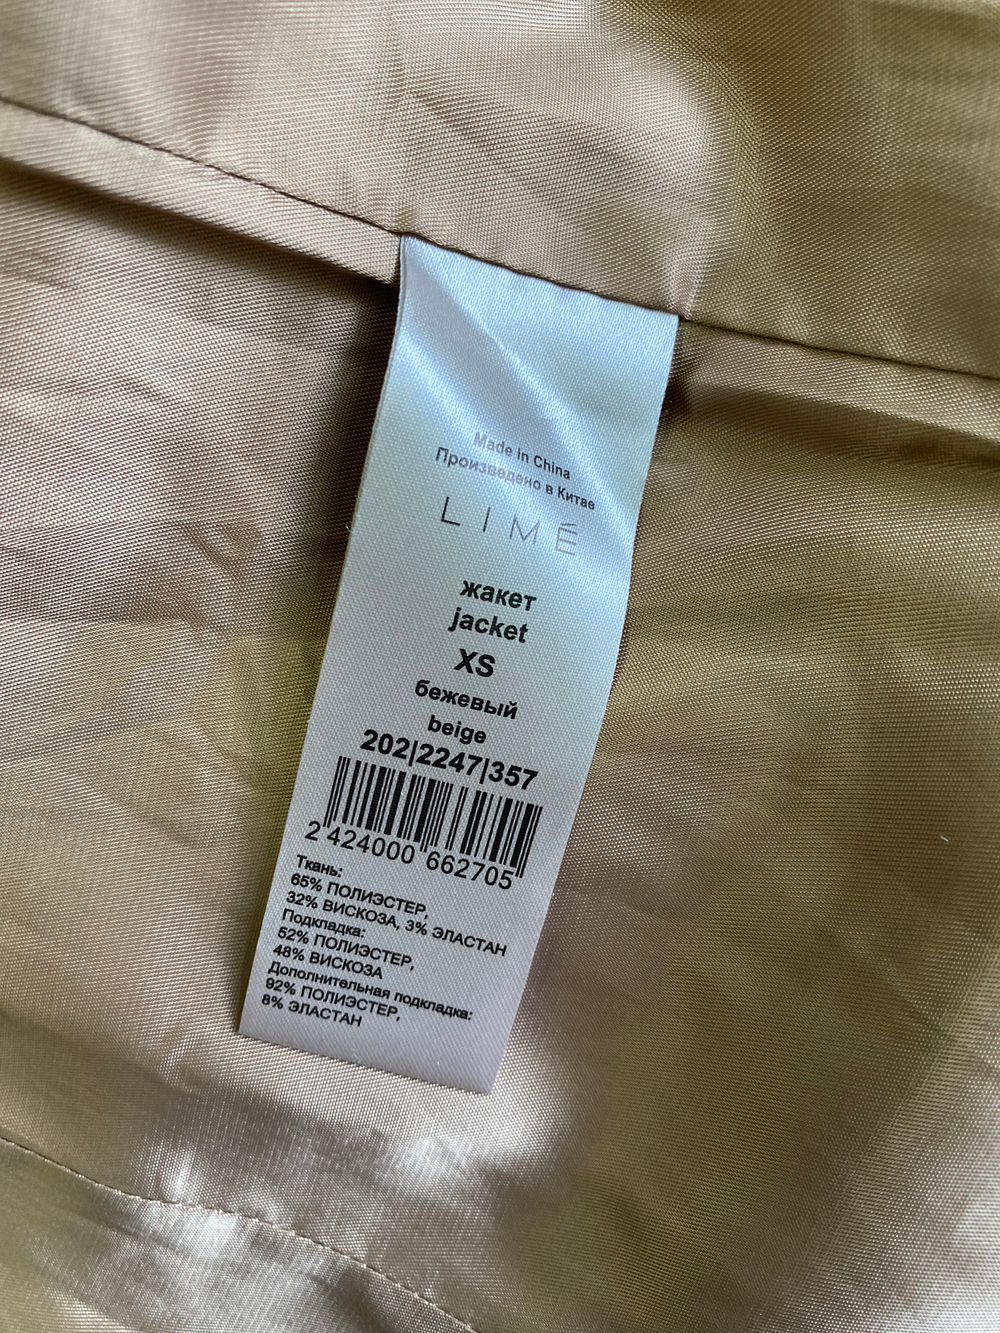 Made in China
Произведено в Китае
LIMÉ
жакет
jacket
XS
бежевый
beige
202|2247|357
2 424000 662705
Ткань:
65% ПОЛИЭСТЕР,
32% ВИСКОЗА, 3% ЭЛАСТАН
Подкладка:
52% ПОЛИЭСТЕР,
48% ВИСКОЗА
Дополнительная подкладка:
92% ПОЛИЭСТЕР,
8% ЭЛАСТАН